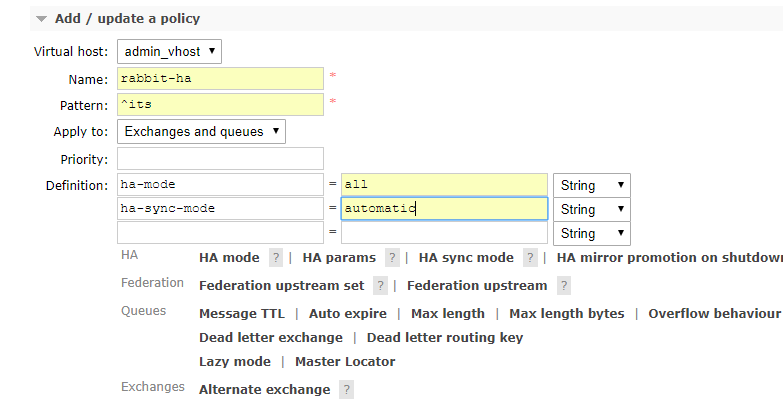 Add / update a policy
Virtual host: admin_vhost
Name: rabbit-ha *
Pattern: ^its *
Apply to: Exchanges and queues
Priority:
Definition: ha-mode = all String
ha-sync-mode = automatic String
= String
HA HA mode ? | HA params ? | HA sync mode ? | HA mirror promotion on shutdown
Federation Federation upstream set ? | Federation upstream ?
Queues Message TTL | Auto expire | Max length | Max length bytes | Overflow behaviour
Dead letter exchange | Dead letter routing key
Lazy mode | Master Locator
Exchanges Alternate exchange ?